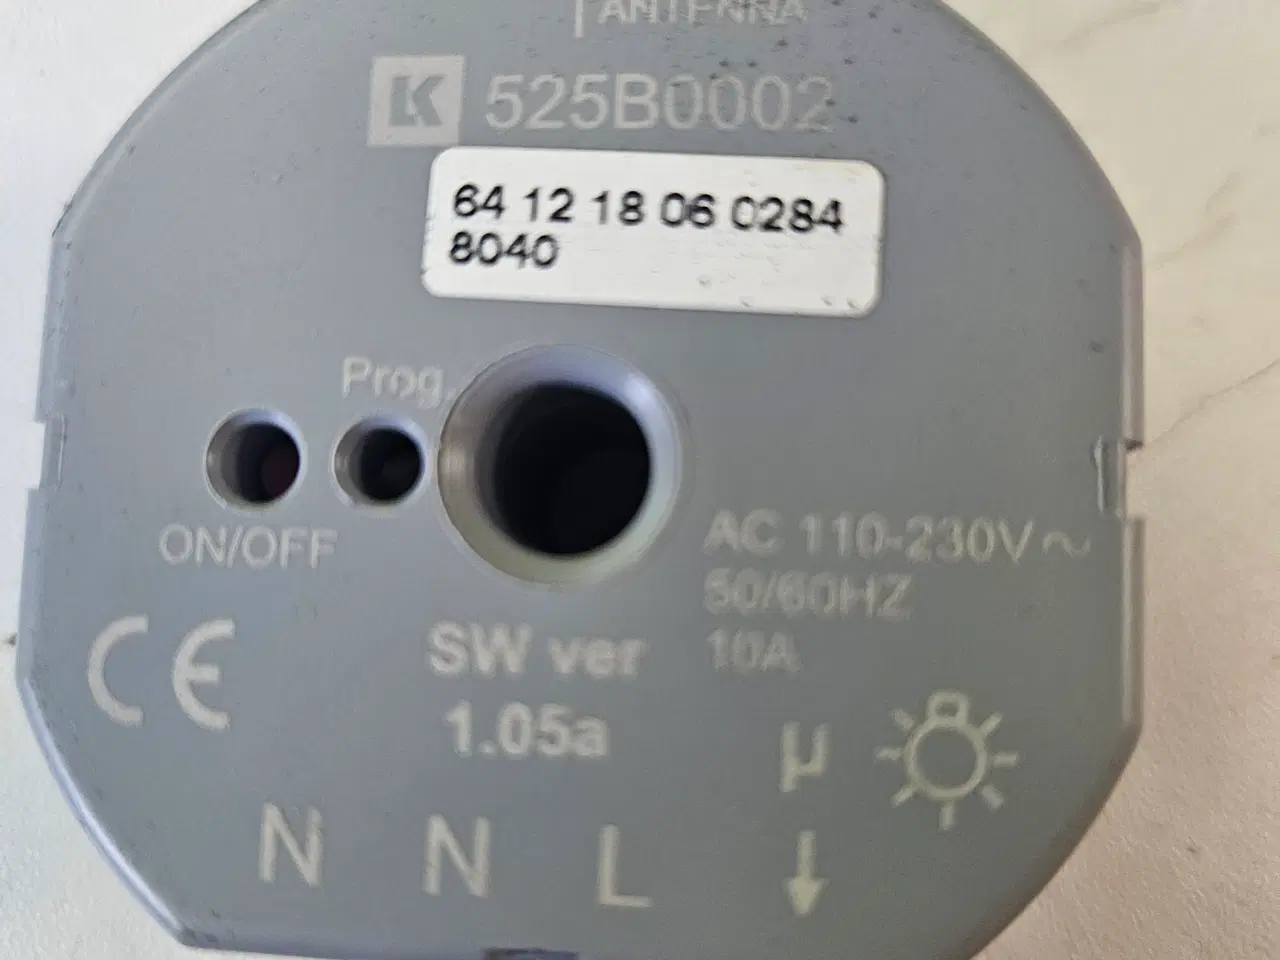 ANTENNA
LK 525B0002
64 12 18 06 0284
8040
Prog.
ON/OFF
AC 110-230V~
50/60HZ
10A
CE
SW ver
1.05a
µ
N N L